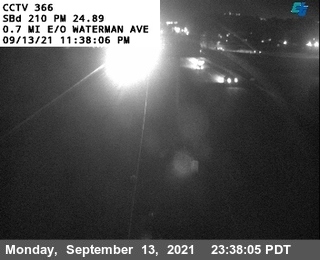 CCTV 366
SBd 210 PM 24.89
0.7 MI E/O WATERMAN AVE
09/13/21 11:38:06 PM
Monday, September 13, 2021 23:38:05 PDT